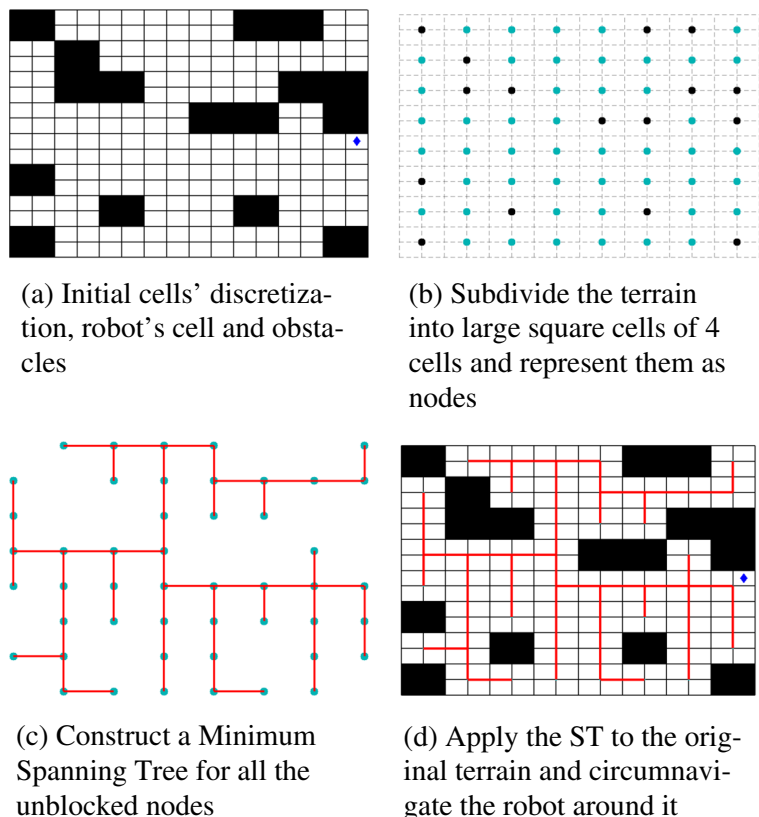 (a) Initial cells’ discretiza-
tion, robot’s cell and obsta-
cles
(b) Subdivide the terrain
into large square cells of 4
cells and represent them as
nodes
(c) Construct a Minimum
Spanning Tree for all the
unblocked nodes
(d) Apply the ST to the orig-
inal terrain and circumnavi-
gate the robot around it